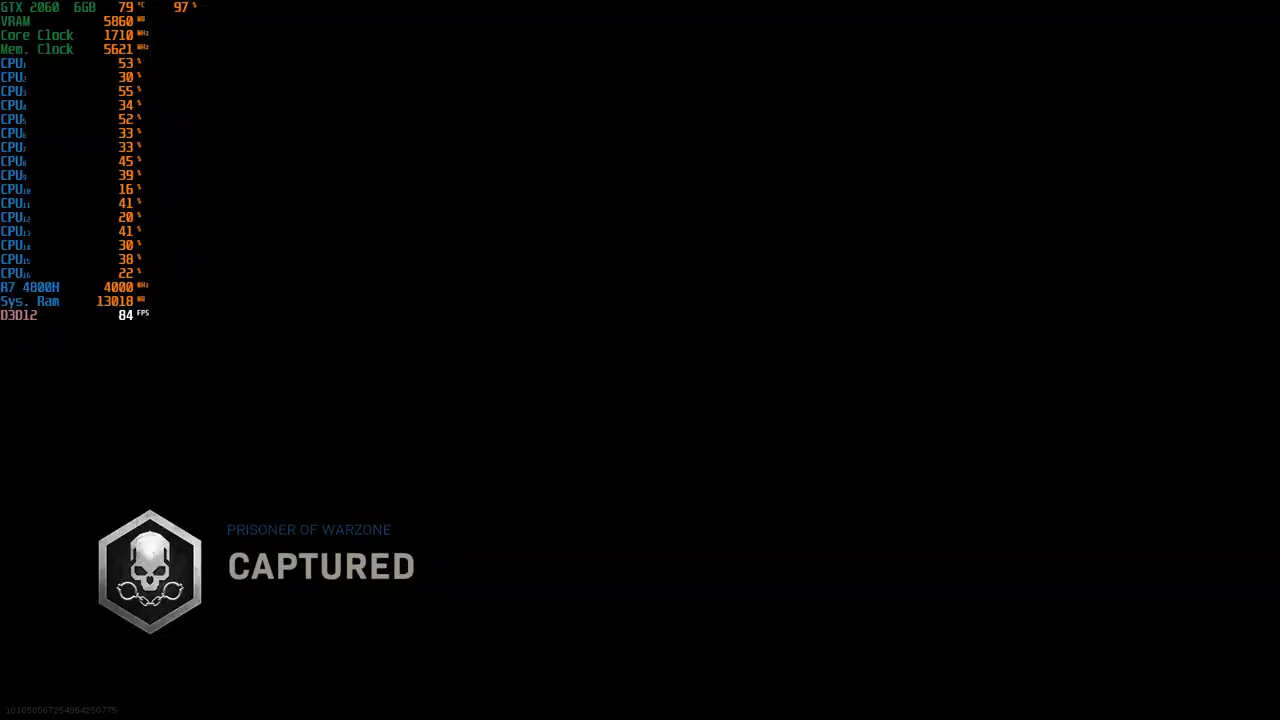 GTX 2060 6GB 79 °C 97 %
VRAM 5860 MB
Core Clock 1710 MHz
Mem. Clock 5621 MHz
CPU1 53 %
CPU2 30 %
CPU3 55 %
CPU4 34 %
CPU5 52 %
CPU6 33 %
CPU7 33 %
CPU8 45 %
CPU9 39 %
CPU10 16 %
CPU11 41 %
CPU12 20 %
CPU13 41 %
CPU14 30 %
CPU15 38 %
CPU16 22 %
R7 4800H 4000 MHz
Sys. Ram 13018 MB
D3D12 84 FPS
PRISONER OF WARZONE
CAPTURED